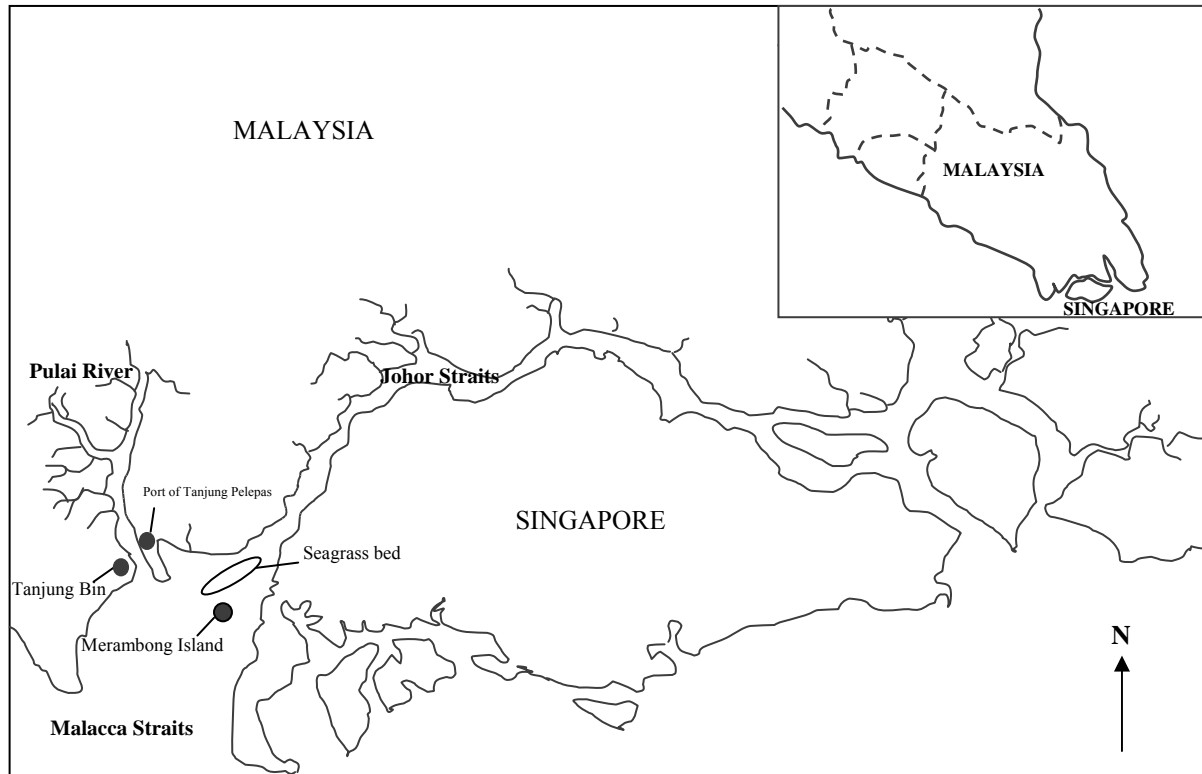 MALAYSIA
MALAYSIA
SINGAPORE
Pulai River
Johor Straits
Port of Tanjung Pelepas
SINGAPORE
Seagrass bed
Tanjung Bin
Merambong Island
N
Malacca Straits